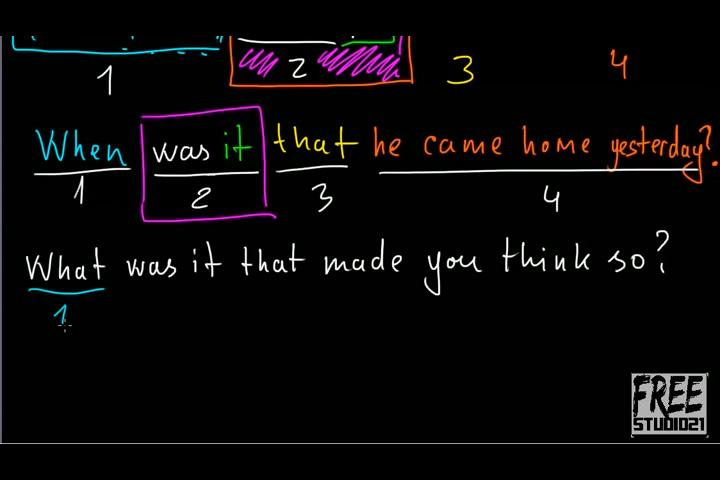 1 2 3 4
When was it that he came home yesterday?
1 2 3 4
What was it that made you think so?
1
FREE
STUDIO21